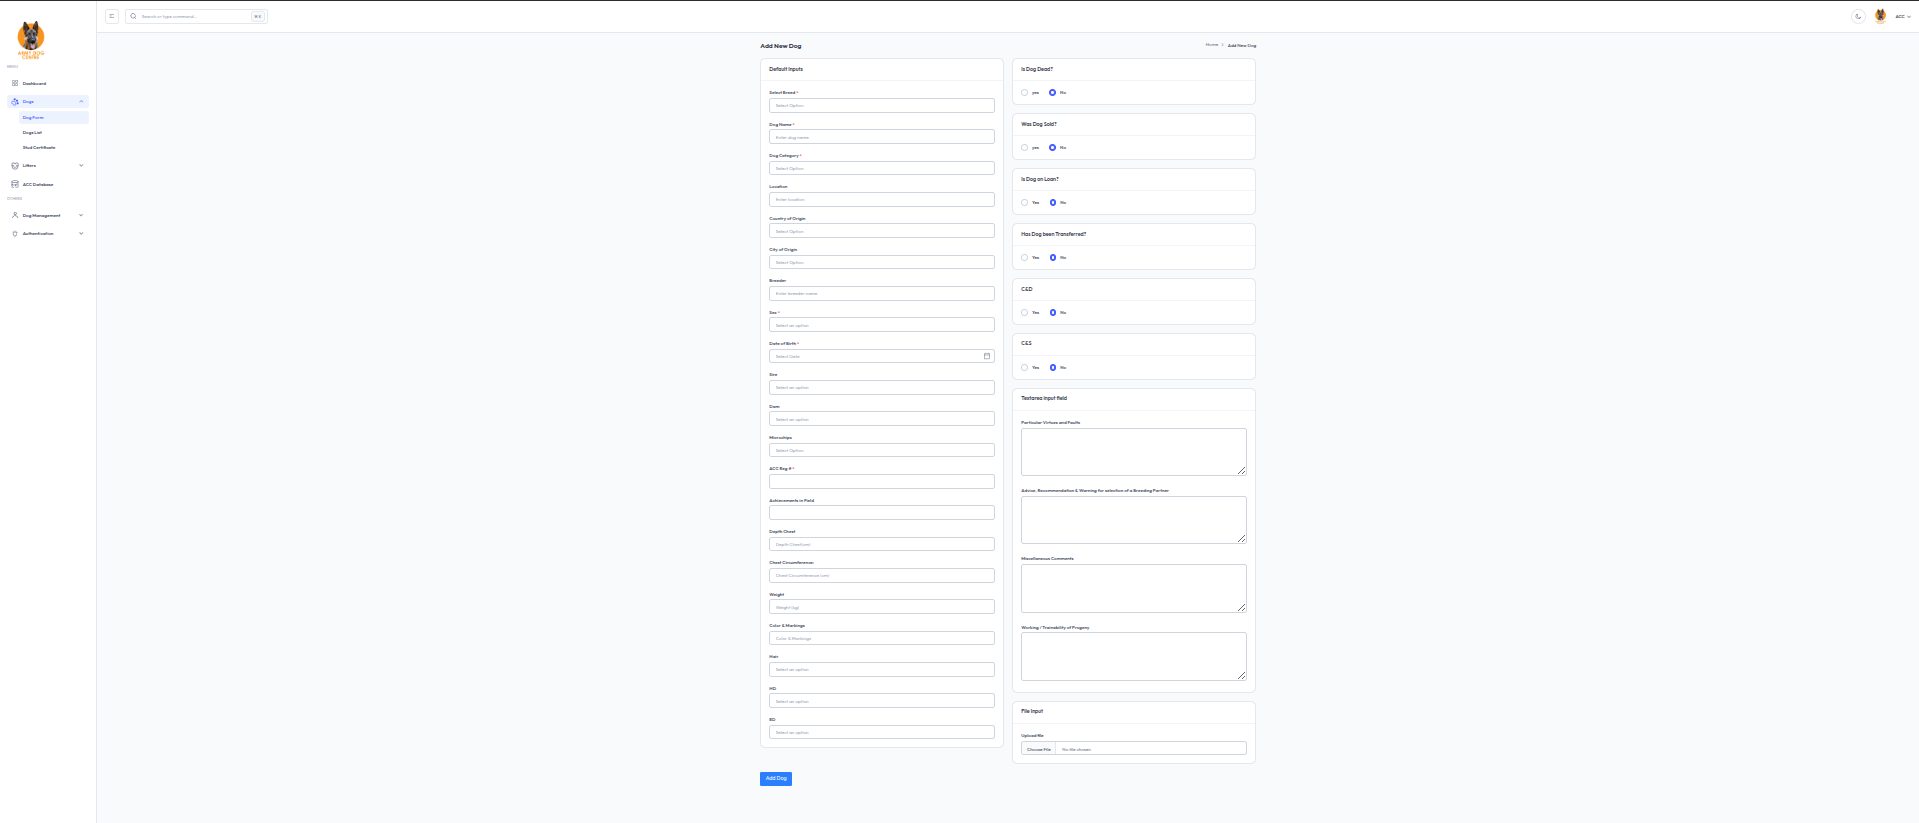 Search or type command...
⌘ K
ACC
ARMY DOG
CENTRE
MENU
Dashboard
Dogs
Dog Form
Dogs List
Stud Certificate
Litters
ACC Database
OTHERS
Dog Management
Authentication
Add New Dog
Home > Add New Dog
Default Inputs
Select Breed *
Select Option
Dog Name *
Enter dog name
Dog Category *
Select Option
Location
Enter location
Country of Origin
Select Option
City of Origin
Select Option
Breeder
Enter breeder name
Sex *
Select an option
Date of Birth *
Select Date
Sire
Select an option
Dam
Select an option
Microchips
Select Option
ACC Reg # *
Achievements in Field
Depth Chest
Depth Chest(cm)
Chest Circumference
Chest Circumference (cm)
Weight
Weight (kg)
Color & Markings
Color & Markings
Hair
Select an option
HD
Select an option
ED
Select an option
Add Dog
Is Dog Dead?
yes No
Was Dog Sold?
yes No
Is Dog on Loan?
Yes No
Has Dog been Transferred?
Yes No
C&D
Yes No
C&S
Yes No
Textarea input field
Particular Virtues and Faults
Advice, Recommendation & Warning for selection of a Breeding Partner
Miscellaneous Comments
Working / Trainability of Progeny
File Input
Upload file
Choose File No file chosen